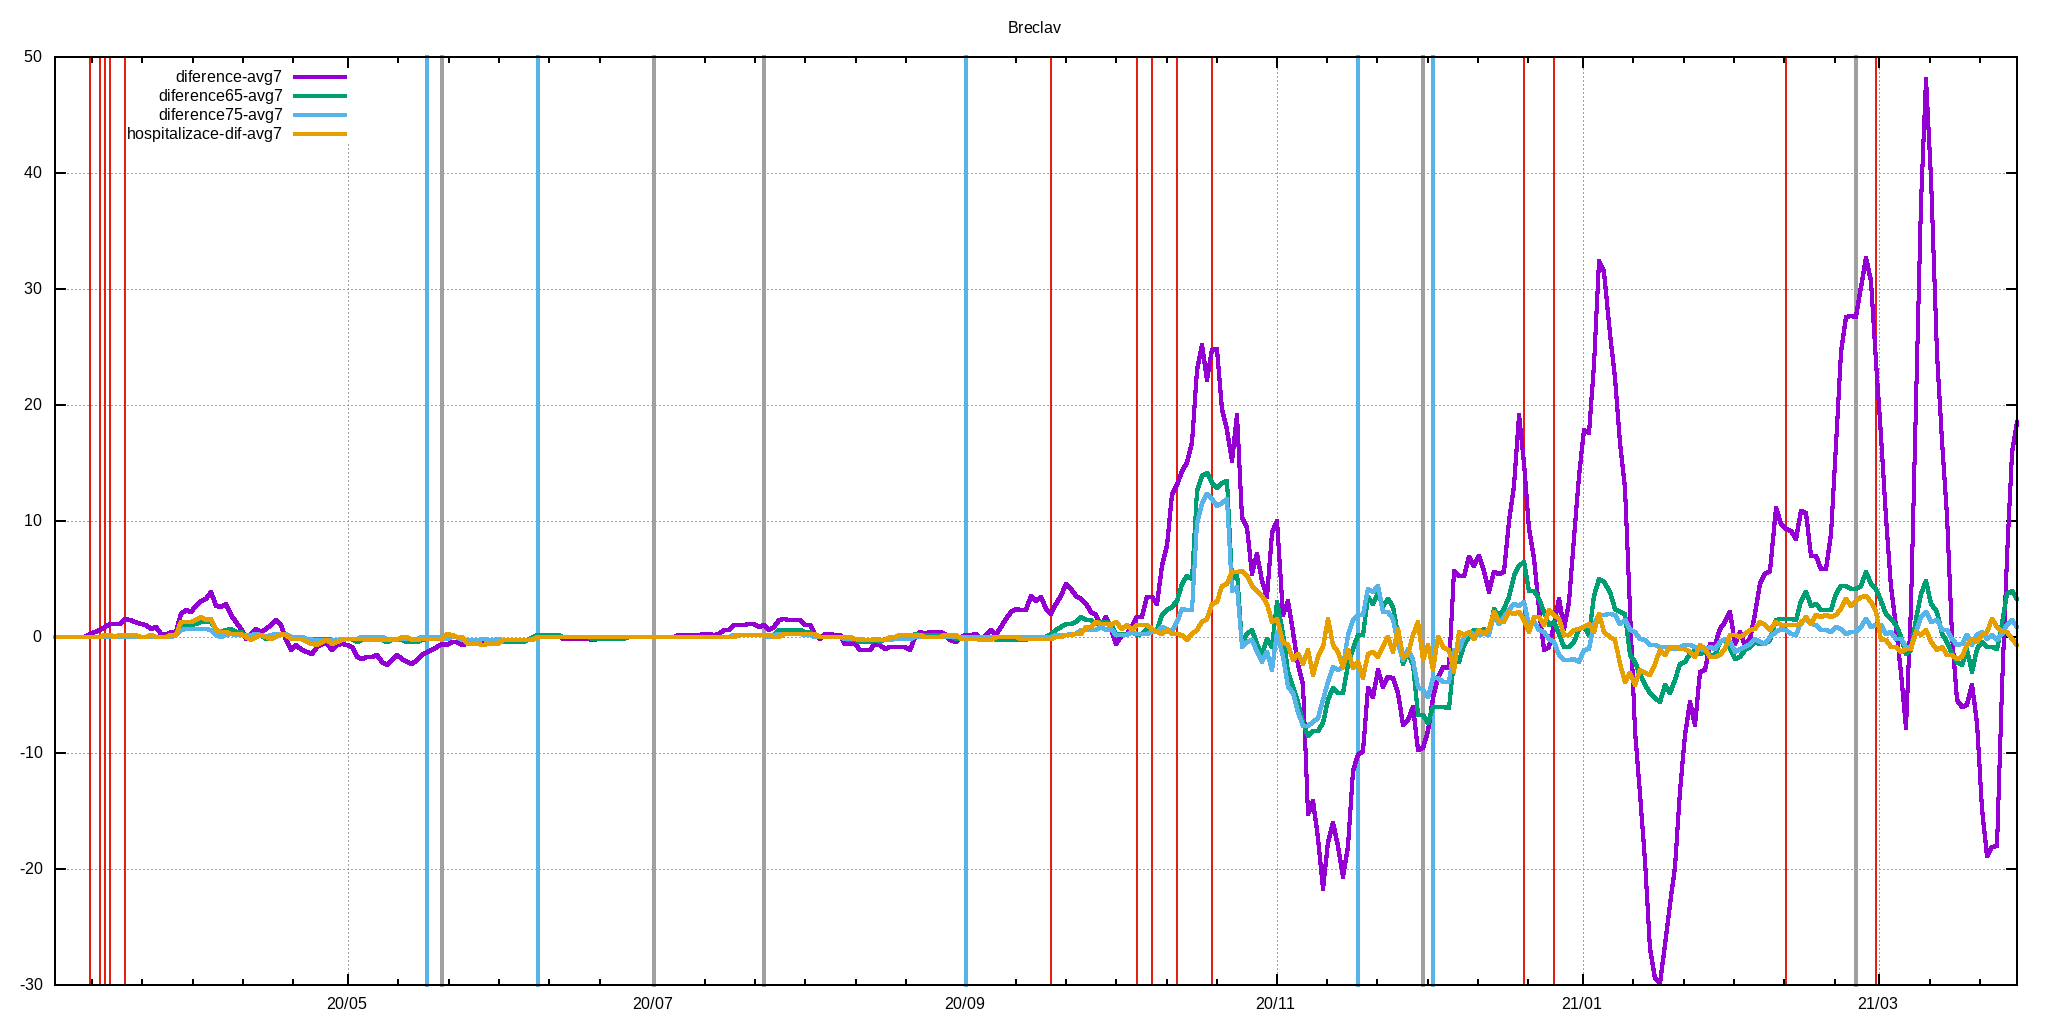 Breclav
50
diference-avg7
diference65-avg7
diference75-avg7
hospitalizace-dif-avg7
40
30
20
10
0
-10
-20
-30
20/05 20/07 20/09 20/11 21/01 21/03